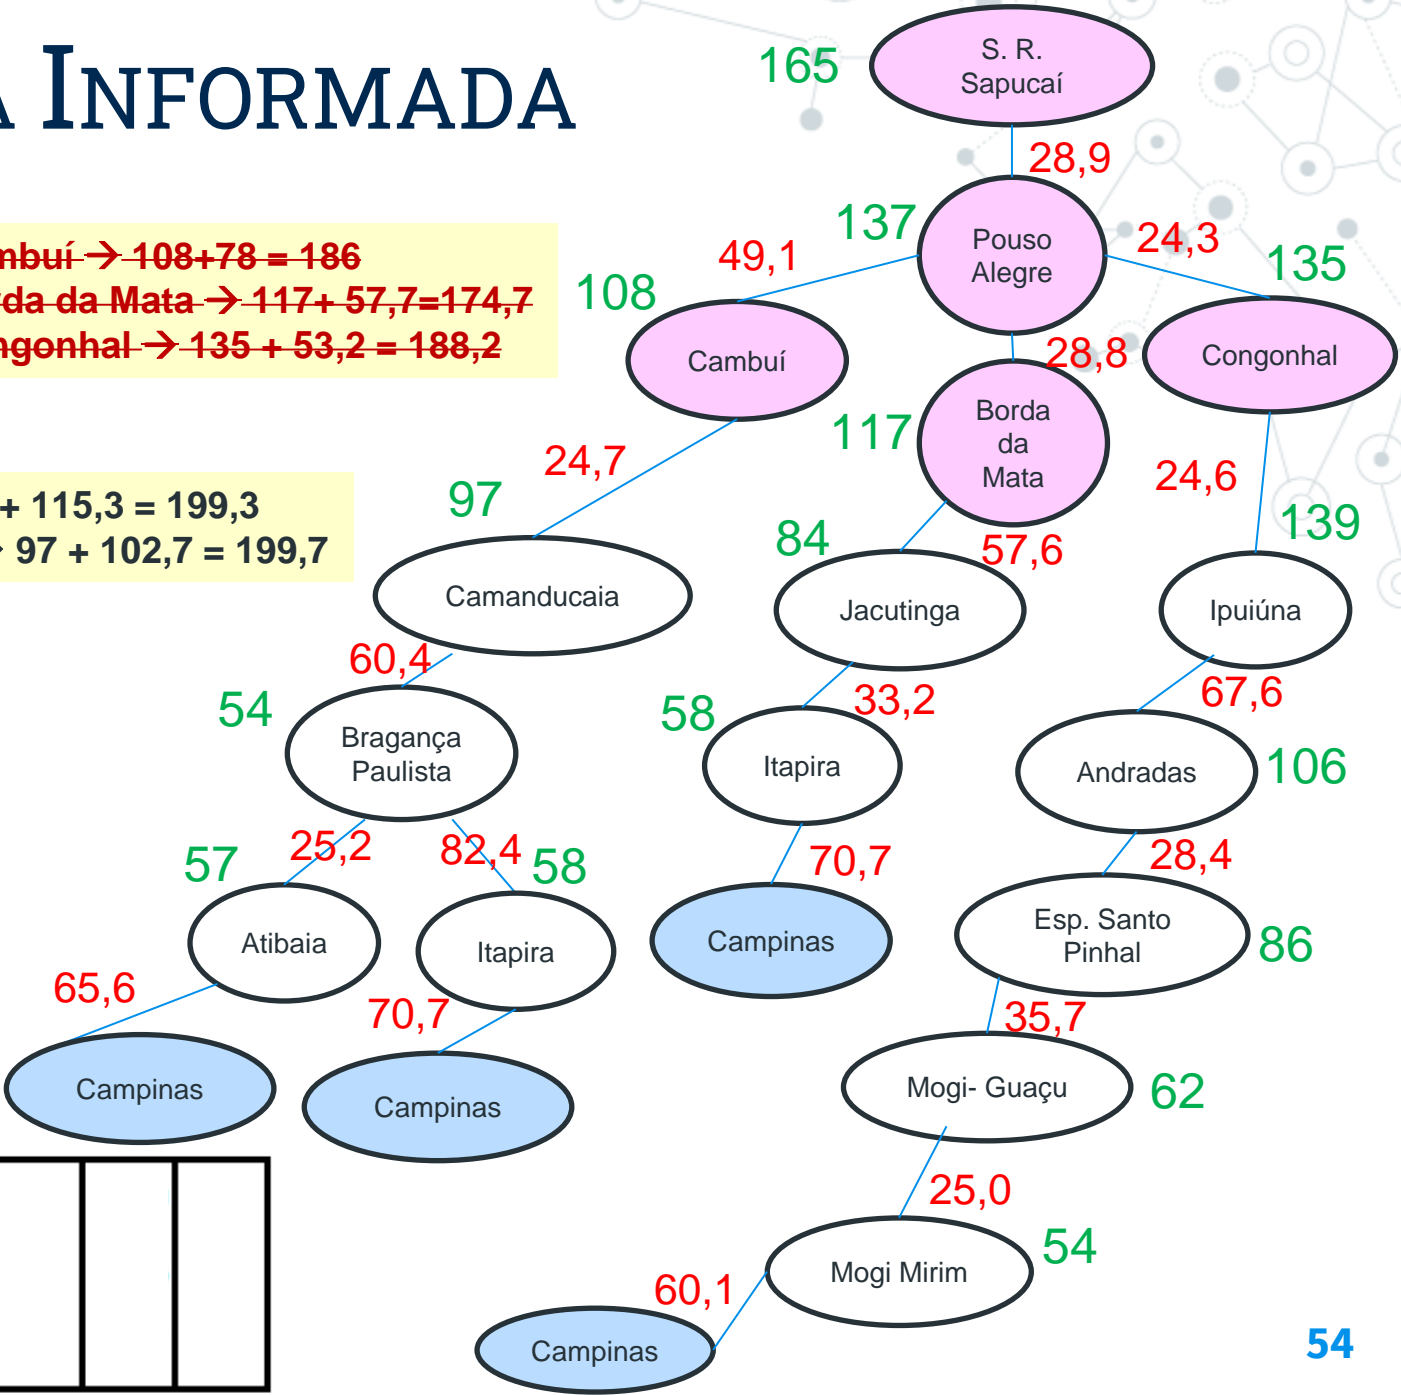 A INFORMADA
165
S. R.
Sapucaí
28,9
mbuí → 108+78 = 186
rda da Mata → 117+ 57,7=174,7
ngonhal → 135 + 53,2 = 188,2
137
Pouso
Alegre
49,1
24,3
135
108
Cambuí
28,8
Congonhal
117
Borda
da
Mata
24,7
24,6
97
139
+ 115,3 = 199,3
97 + 102,7 = 199,7
84
57,6
Camanducaia
Jacutinga
Ipuiúna
60,4
33,2
67,6
54
Bragança
Paulista
58
Itapira
Andradas
106
57
25,2
82,4
58
70,7
28,4
Atibaia
Itapira
Campinas
Esp. Santo
Pinhal
86
65,6
70,7
35,7
Campinas
Campinas
Mogi- Guaçu
62
25,0
Mogi Mirim
54
60,1
Campinas
54